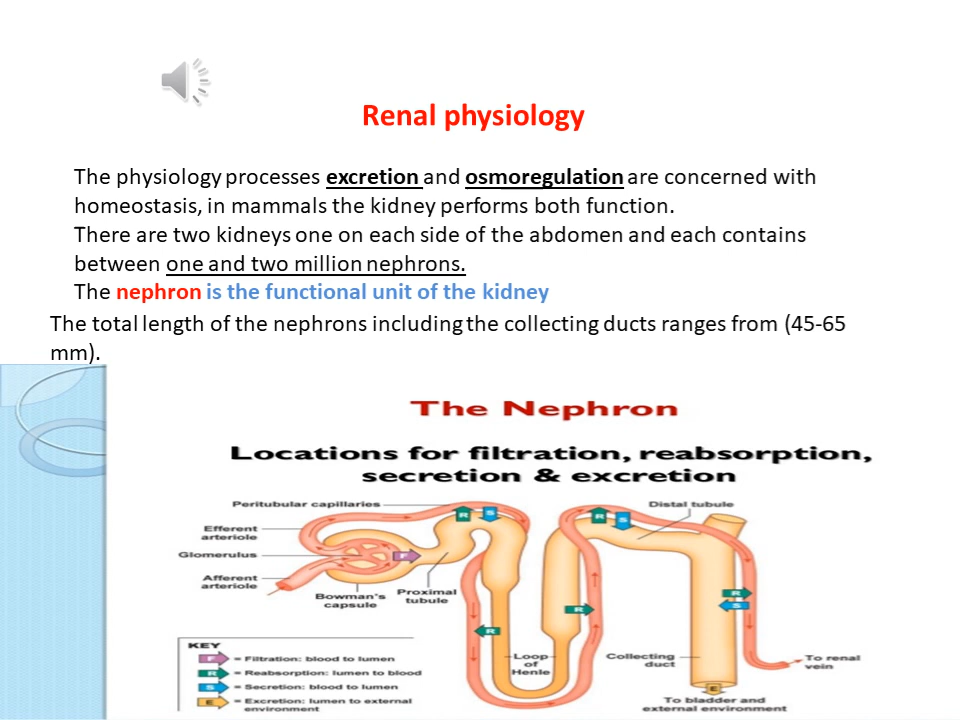 Renal physiology
The physiology processes excretion and osmoregulation are concerned with
homeostasis, in mammals the kidney performs both function.
There are two kidneys one on each side of the abdomen and each contains
between one and two million nephrons.
The nephron is the functional unit of the kidney
The total length of the nephrons including the collecting ducts ranges from (45-65
mm).
The Nephron
Locations for filtration, reabsorption,
secretion & excretion
Peritubular capillaries
Distal tubule
R
S
R
S
Efferent
arteriole
Glomerulus
F
Afferent
arteriole
Bowman's
capsule
Proximal
tubule
R
R
R
S
KEY
F = Filtration: blood to lumen
R = Reabsorption: lumen to blood
S = Secretion: blood to lumen
E = Excretion: lumen to external
environment
Loop
of
Henle
Collecting
duct
To renal
vein
E
To bladder and
external environment